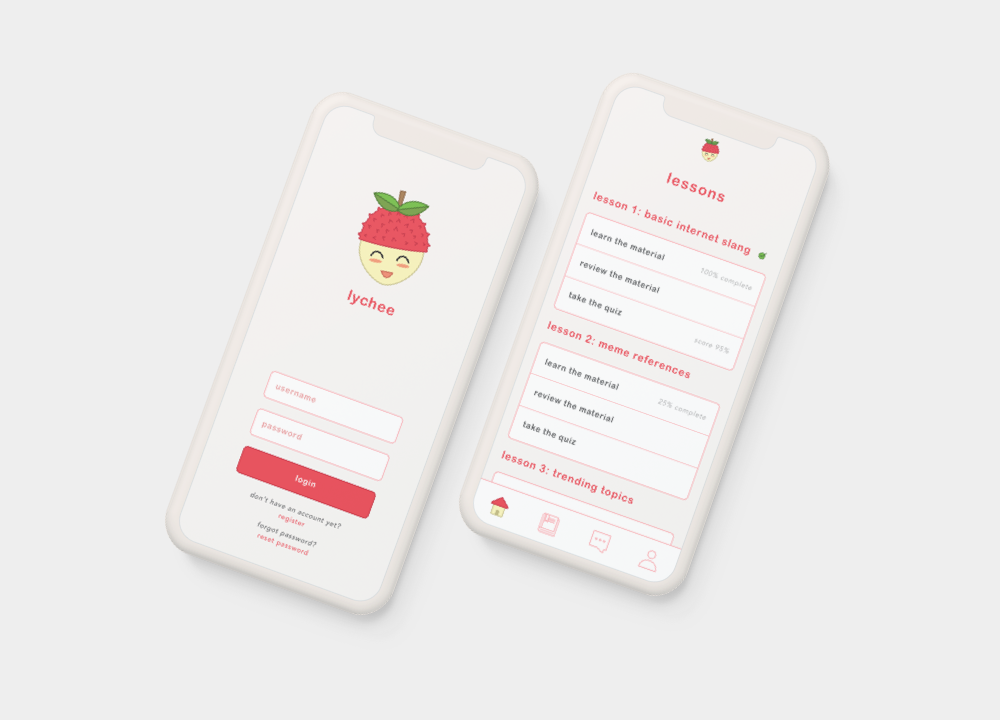 lychee
username
password
login
don't have an account yet?
register
forgot password?
reset password
lessons
lesson 1: basic internet slang
learn the material
100% complete
review the material
take the quiz
score 95%
lesson 2: meme references
learn the material
25% complete
review the material
take the quiz
lesson 3: trending topics